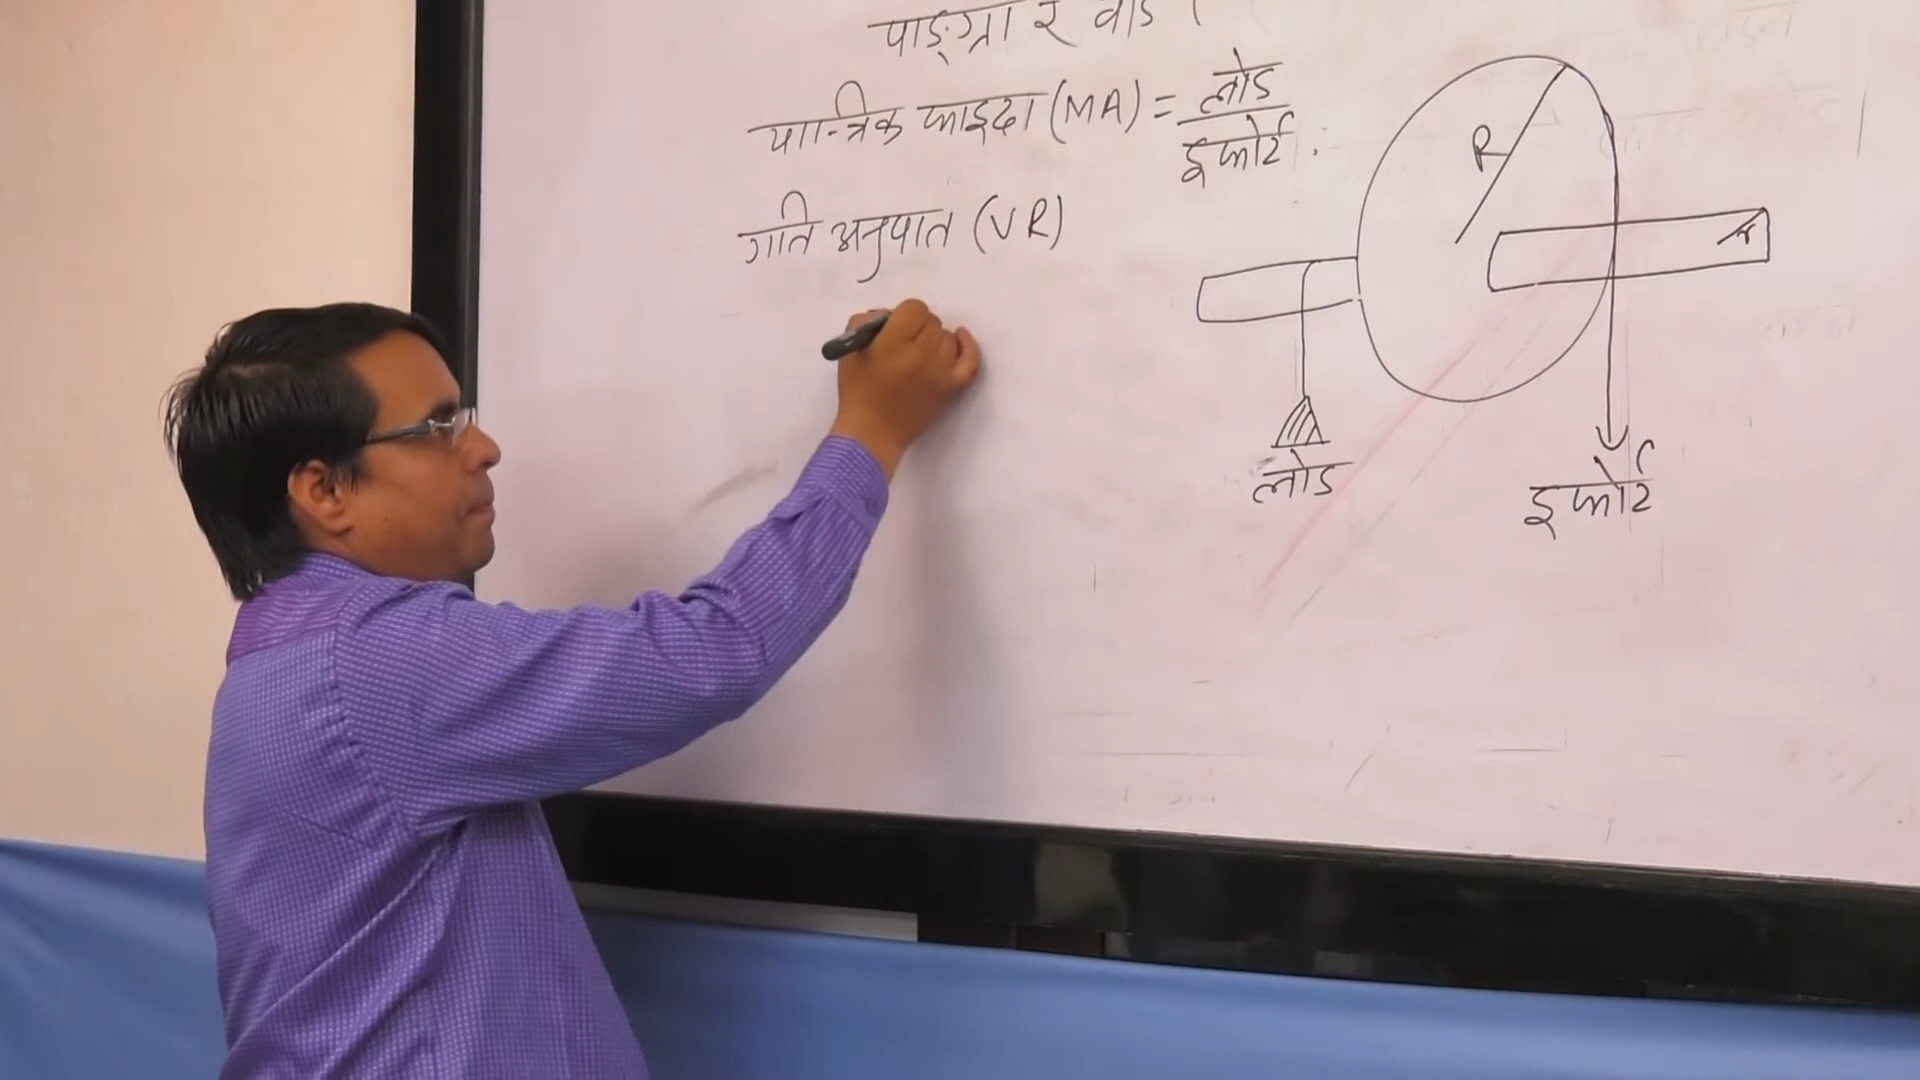 पाङ्ग्रा र
यान्त्रिक फाइदा (MA) = लोड
इफोर्ट
गति अनुपात (VR)
R
r
लोड
इफोर्ट